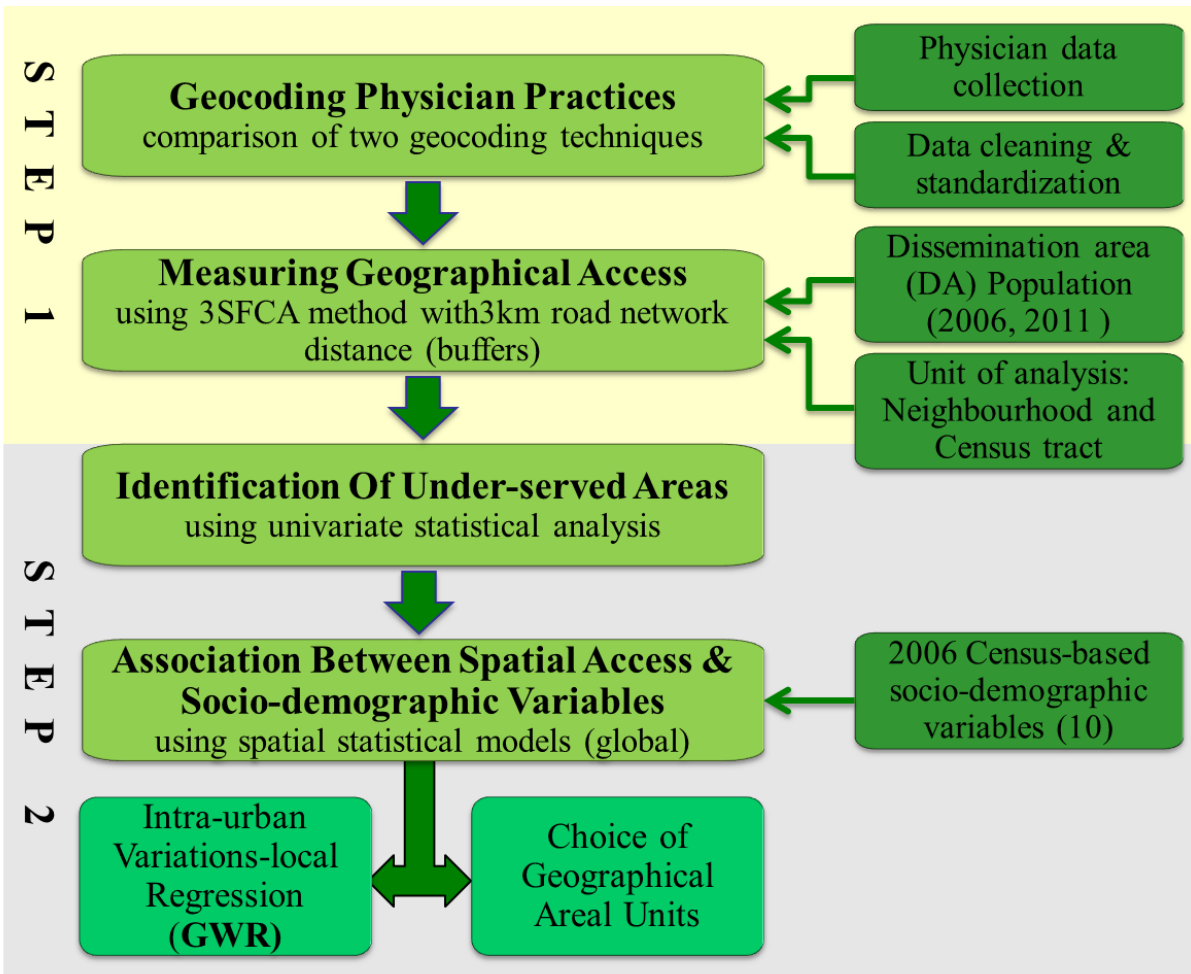 STEP 1
Geocoding Physician Practices
comparison of two geocoding techniques
Physician data
collection
Data cleaning &
standardization
Measuring Geographical Access
using 3SFCA method with3km road network
distance (buffers)
Dissemination area
(DA) Population
(2006, 2011 )
Unit of analysis:
Neighbourhood and
Census tract
STEP 2
Identification Of Under-served Areas
using univariate statistical analysis
Association Between Spatial Access &
Socio-demographic Variables
using spatial statistical models (global)
2006 Census-based
socio-demographic
variables (10)
Intra-urban
Variations-local
Regression
(GWR)
Choice of
Geographical
Areal Units